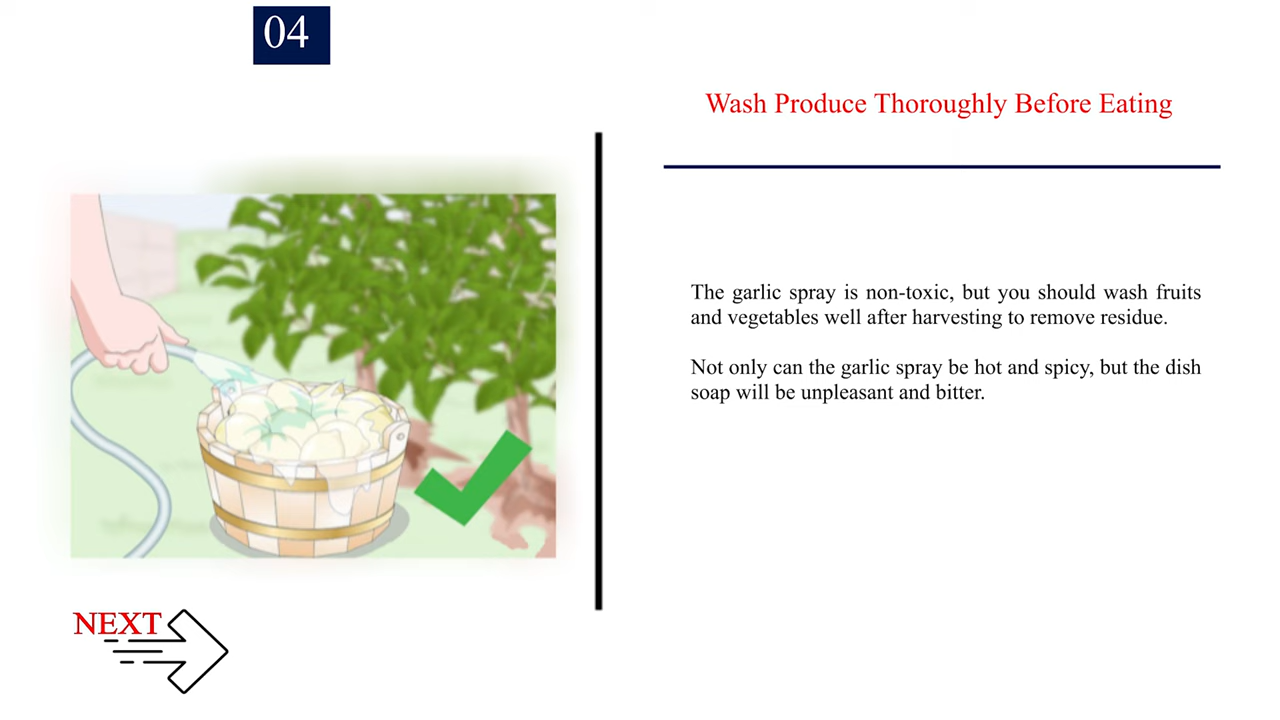 04
Wash Produce Thoroughly Before Eating
The garlic spray is non-toxic, but you should wash fruits
and vegetables well after harvesting to remove residue.
Not only can the garlic spray be hot and spicy, but the dish
soap will be unpleasant and bitter.
NEXT